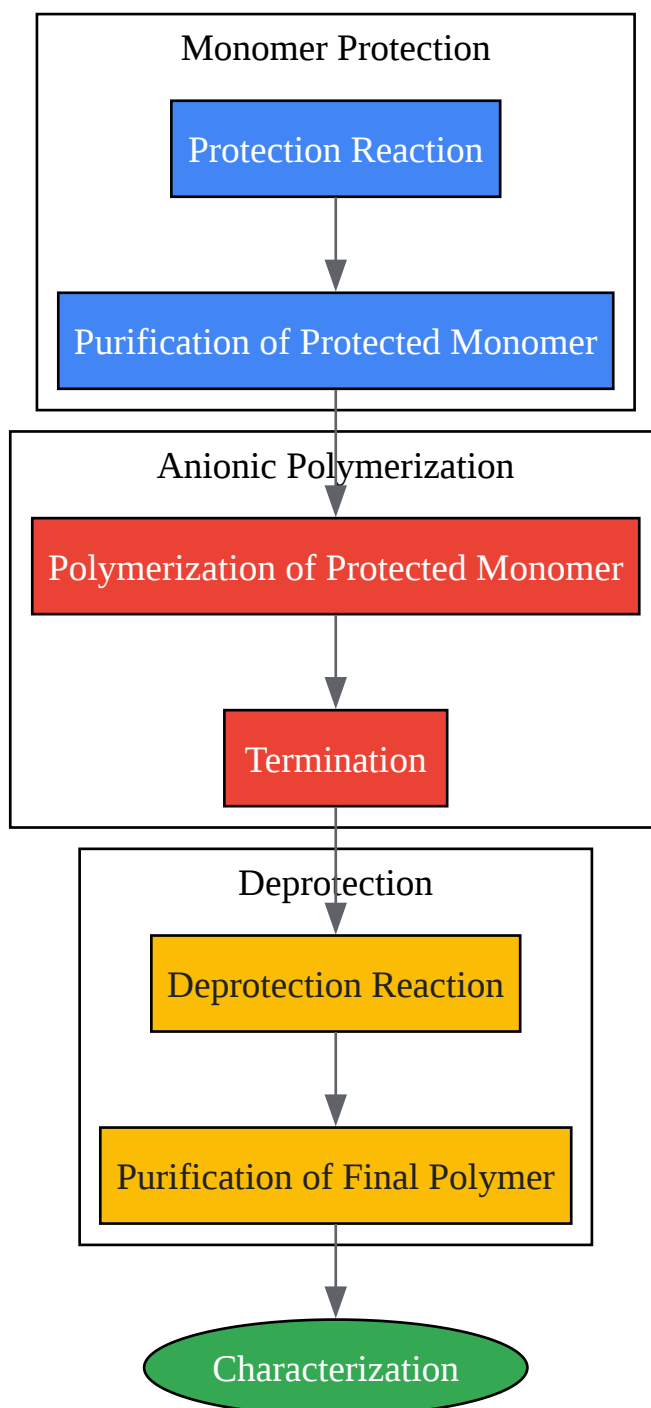 Monomer Protection
Protection Reaction
Purification of Protected Monomer
Anionic Polymerization
Polymerization of Protected Monomer
Termination
Deprotection
Deprotection Reaction
Purification of Final Polymer
Characterization